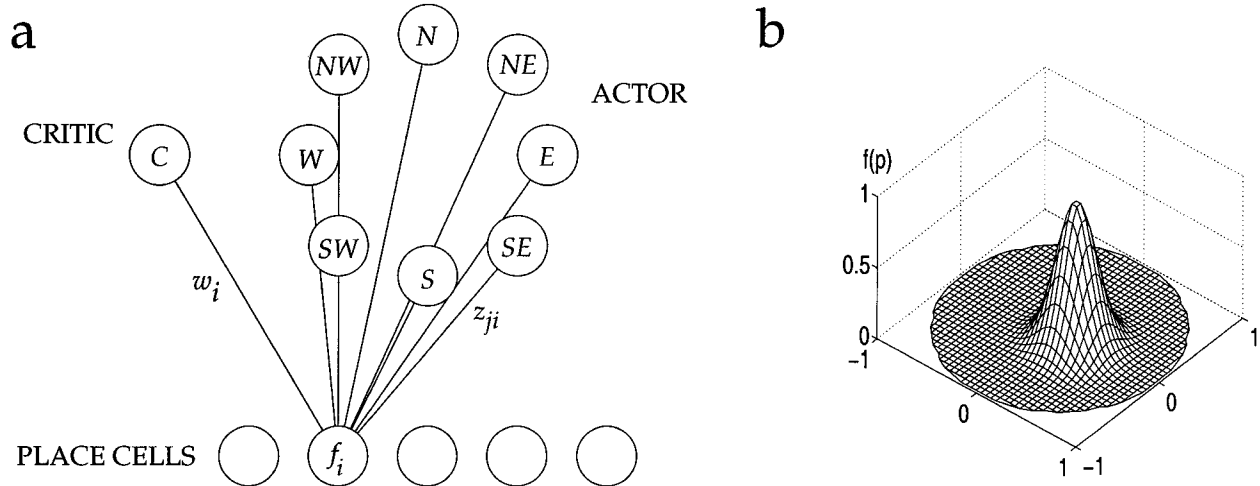 a
CRITIC
C
NW
N
NE
ACTOR
W
E
SW
S
SE
w_i
z_ji
PLACE CELLS
f_i
b
f(p)
1
0.5
0
-1
0
1
-1
0
1